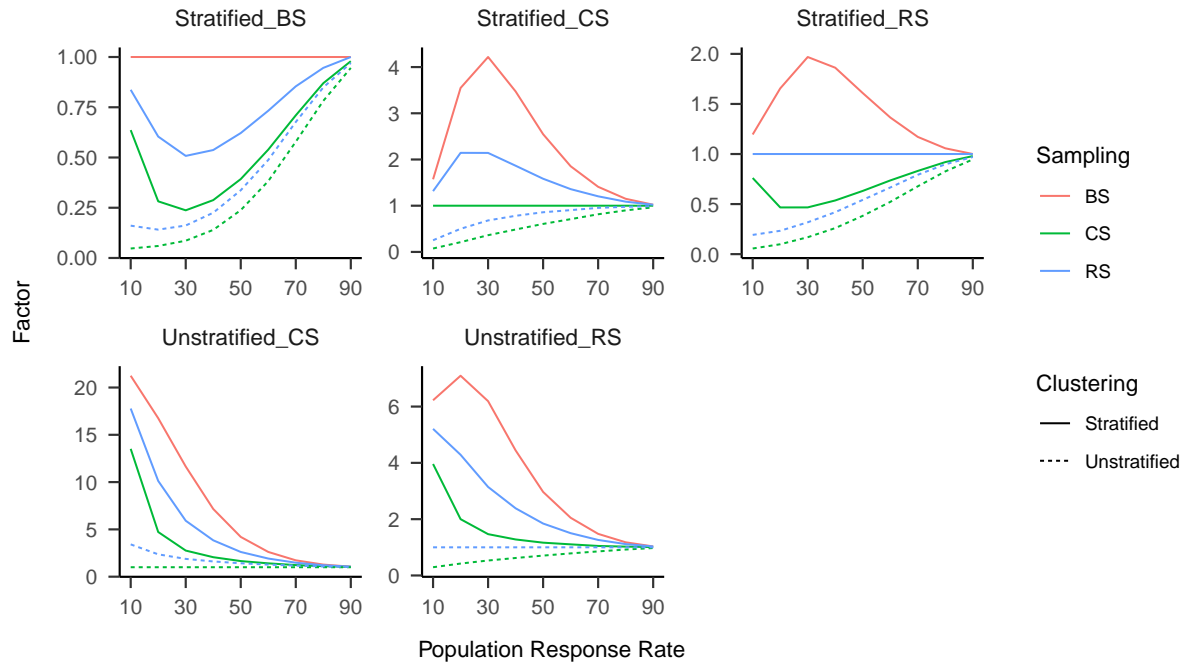 Stratified_BS
Stratified_CS
Stratified_RS
1.00
0.75
0.50
0.25
0.00
10 30 50 70 90
4
3
2
1
0
10 30 50 70 90
2.0
1.5
1.0
0.5
0.0
10 30 50 70 90
Unstratified_CS
Unstratified_RS
20
15
10
5
0
10 30 50 70 90
6
4
2
0
10 30 50 70 90
Factor
Population Response Rate
Sampling
BS
CS
RS
Clustering
Stratified
Unstratified